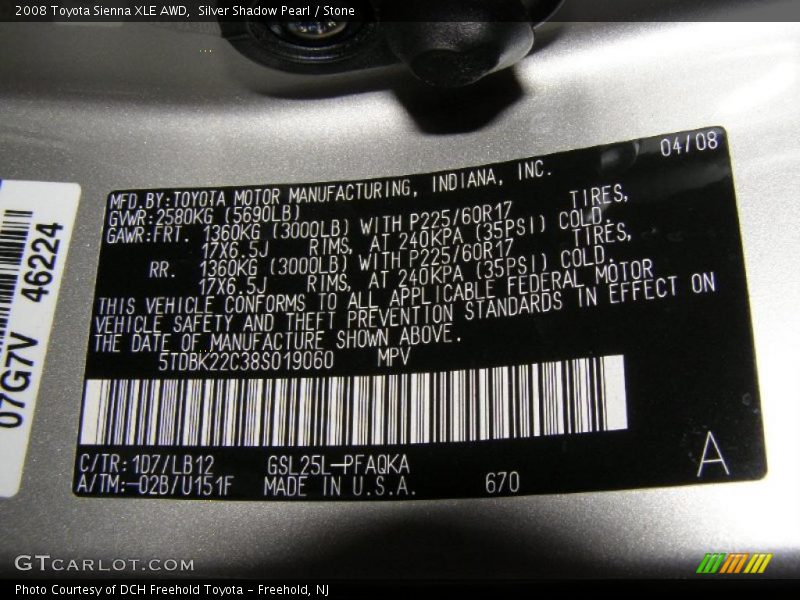 2008 Toyota Sienna XLE AWD,  Silver Shadow Pearl / Stone
04/08
MFD.BY:TOYOTA MOTOR MANUFACTURING, INDIANA, INC.
GVWR:2580KG (5690LB)
GAWR:FRT. 1360KG (3000LB) WITH P225/60R17 TIRES,
17X6.5J RIMS, AT 240KPA (35PSI) COLD.
RR. 1360KG (3000LB) WITH P225/60R17 TIRES,
17X6.5J RIMS, AT 240KPA (35PSI) COLD.
THIS VEHICLE CONFORMS TO ALL APPLICABLE FEDERAL MOTOR
VEHICLE SAFETY AND THEFT PREVENTION STANDARDS IN EFFECT ON
THE DATE OF MANUFACTURE SHOWN ABOVE.
5TDBK22C38S019060 MPV
C/TR:1D7/LB12 GSL25L-PFAQKA
A/TM:-02B/U151F MADE IN U.S.A. 670
A
07G7V 46224
GTCARLOT.COM
Photo Courtesy of DCH Freehold Toyota - Freehold, NJ